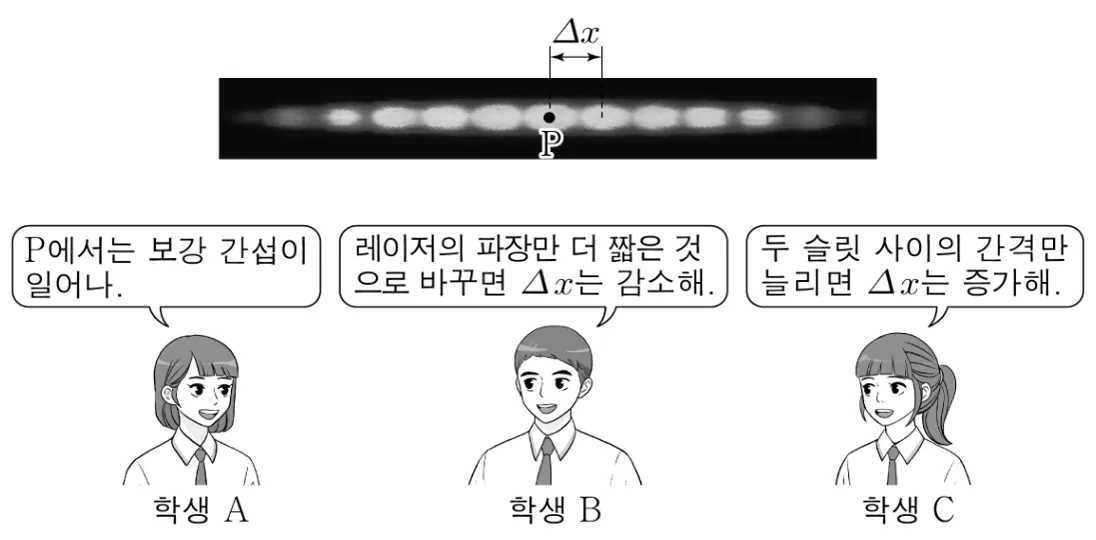 Δx
P
P에서는 보강 간섭이
일어나.
레이저의 파장만 더 짧은 것
으로 바꾸면 Δx는 감소해.
두 슬릿 사이의 간격만
늘리면 Δx는 증가해.
학생 A
학생 B
학생 C